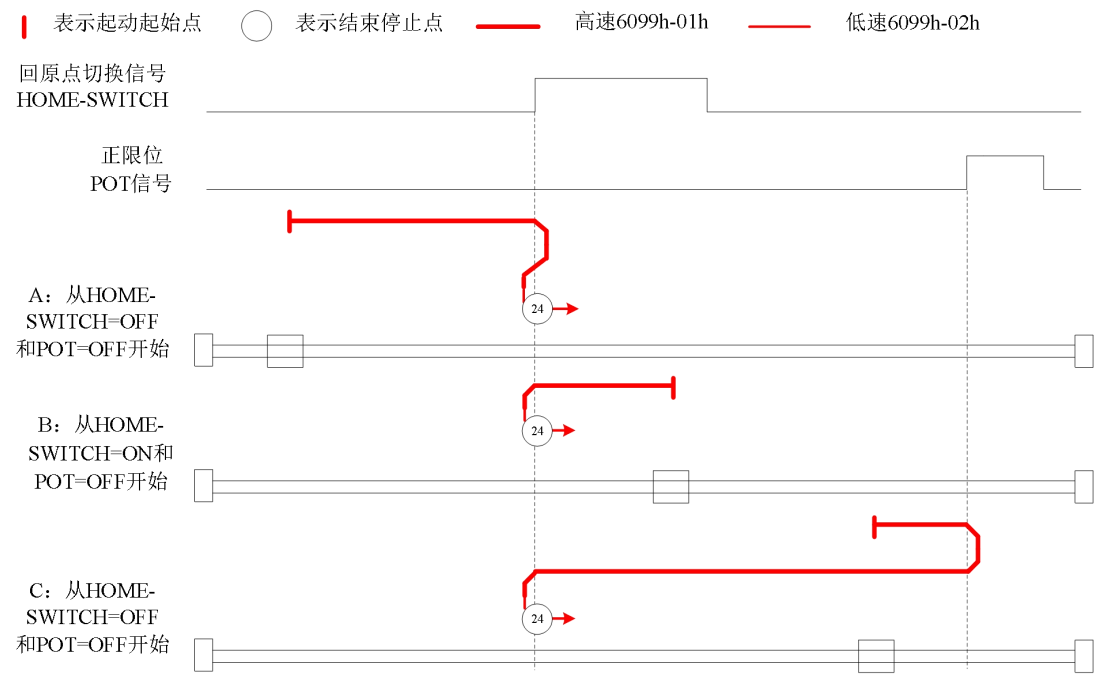 表示起动起始点
表示结束停止点
高速6099h-01h
低速6099h-02h
回原点切换信号
HOME-SWITCH
正限位
POT信号
A：从HOME-
SWITCH=OFF
和POT=OFF开始
24
B：从HOME-
SWITCH=ON和
POT=OFF开始
24
C：从HOME-
SWITCH=OFF
和POT=OFF开始
24